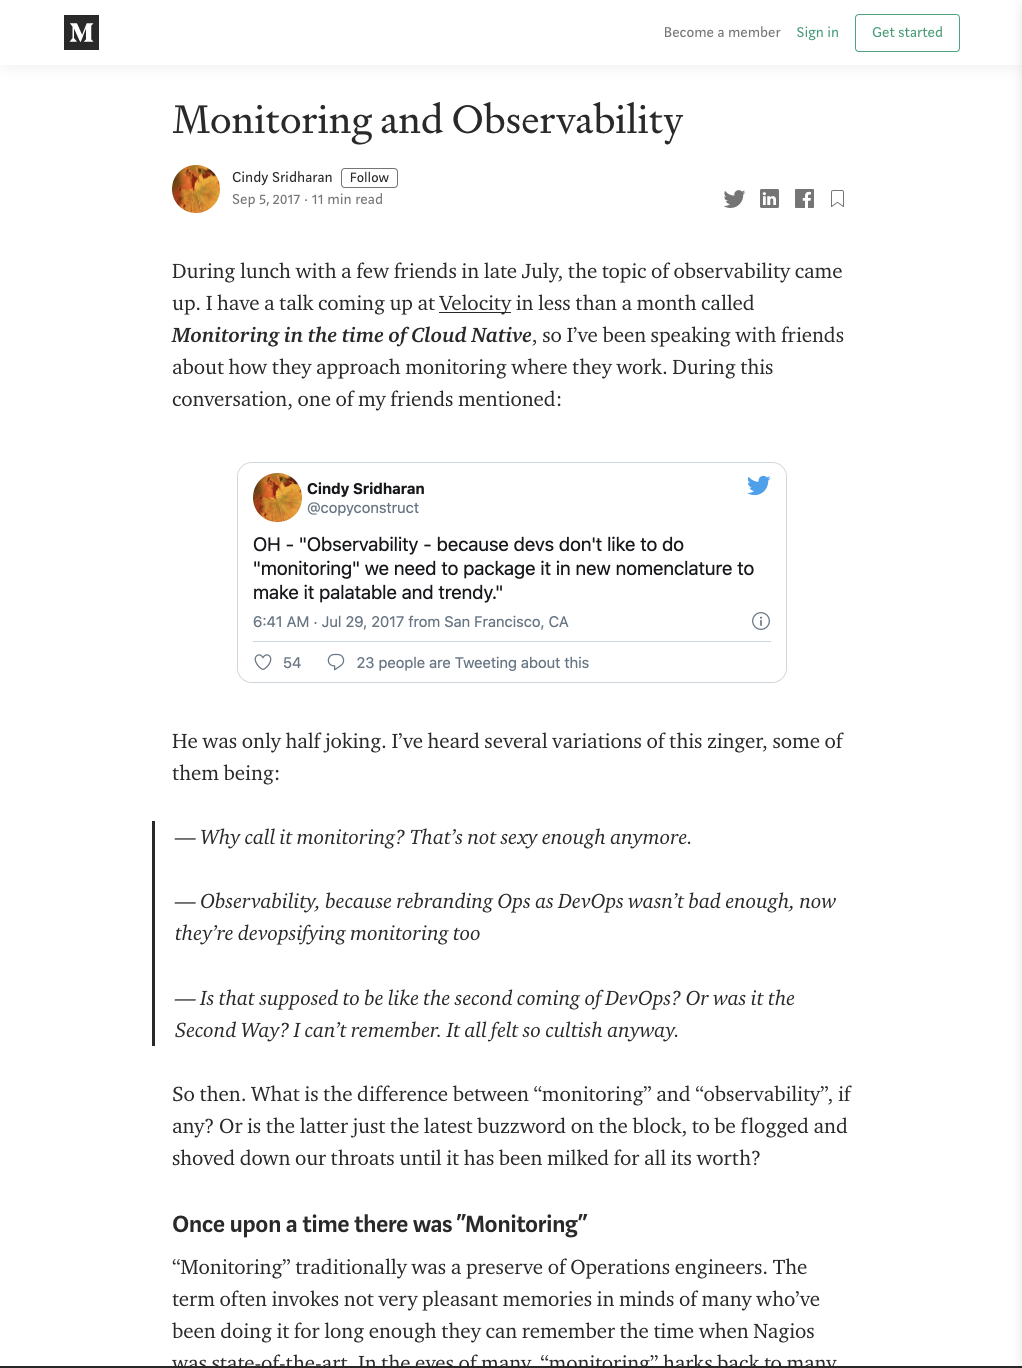 M
Become a member Sign in Get started
Monitoring and Observability
Cindy Sridharan Follow
Sep 5, 2017 · 11 min read
During lunch with a few friends in late July, the topic of observability came
up. I have a talk coming up at Velocity in less than a month called
Monitoring in the time of Cloud Native, so I’ve been speaking with friends
about how they approach monitoring where they work. During this
conversation, one of my friends mentioned:
Cindy Sridharan
@copyconstruct
OH - "Observability - because devs don't like to do
"monitoring" we need to package it in new nomenclature to
make it palatable and trendy."
6:41 AM · Jul 29, 2017 from San Francisco, CA
54 23 people are Tweeting about this
He was only half joking. I’ve heard several variations of this zinger, some of
them being:
— Why call it monitoring? That’s not sexy enough anymore.
— Observability, because rebranding Ops as DevOps wasn’t bad enough, now
they’re devopsifying monitoring too
— Is that supposed to be like the second coming of DevOps? Or was it the
Second Way? I can’t remember. It all felt so cultish anyway.
So then. What is the difference between “monitoring” and “observability”, if
any? Or is the latter just the latest buzzword on the block, to be flogged and
shoved down our throats until it has been milked for all its worth?
Once upon a time there was ”Monitoring”
“Monitoring” traditionally was a preserve of Operations engineers. The
term often invokes not very pleasant memories in minds of many who’ve
been doing it for long enough they can remember the time when Nagios
was state-of-the-art. In the eyes of many, “monitoring” harks back to many